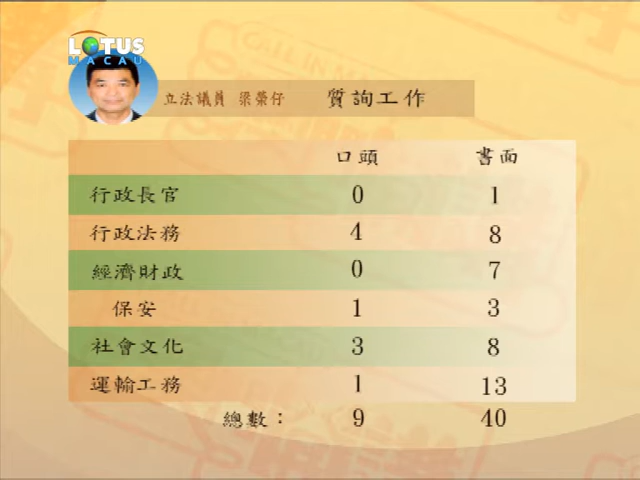 LOTUS
MACAU
立法議員 梁榮仔 質詢工作
口頭 書面
行政長官 0 1
行政法務 4 8
經濟財政 0 7
保安 1 3
社會文化 3 8
運輸工務 1 13
總數： 9 40